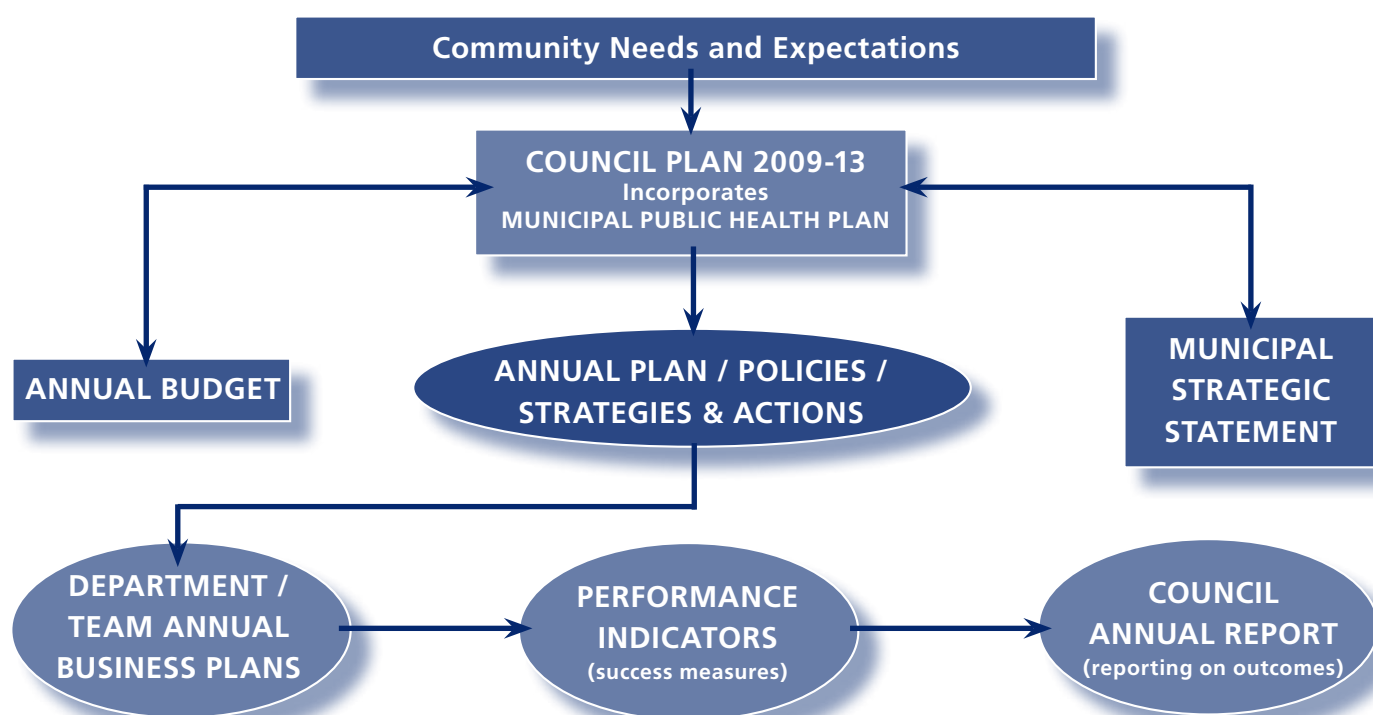 Community Needs and Expectations
COUNCIL PLAN 2009-13
Incorporates
MUNICIPAL PUBLIC HEALTH PLAN
ANNUAL BUDGET
ANNUAL PLAN / POLICIES /
STRATEGIES & ACTIONS
MUNICIPAL
STRATEGIC
STATEMENT
DEPARTMENT /
TEAM ANNUAL
BUSINESS PLANS
PERFORMANCE
INDICATORS
(success measures)
COUNCIL
ANNUAL REPORT
(reporting on outcomes)